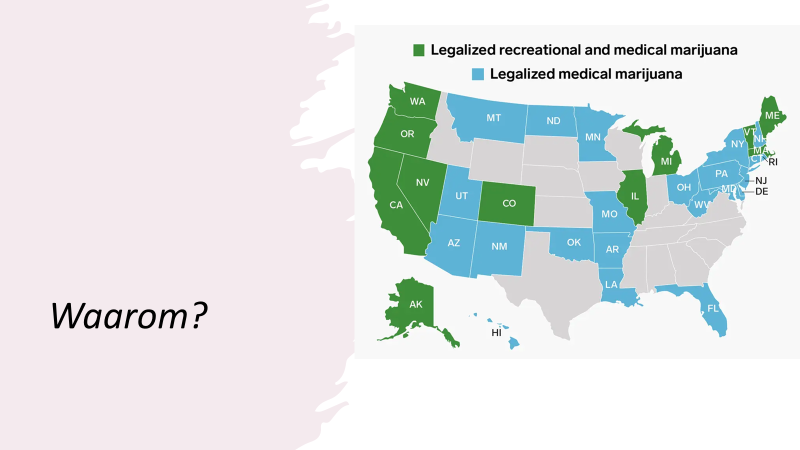 Legalized recreational and medical marijuana
Legalized medical marijuana
WA
MT
ND
MN
ME
VT
NH
OR
NY
MA
CT
RI
MI
NV
UT
CO
CA
IL
OH
PA
NJ
DE
MD
WV
MO
AZ
NM
OK
AR
LA
FL
AK
HI
Waarom?